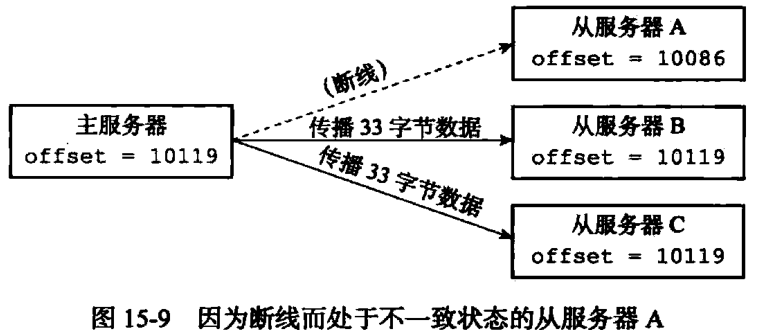 从服务器 A
offset = 10086
(断线)
主服务器
offset = 10119
传播 33 字节数据
从服务器 B
offset = 10119
传播 33 字节数据
从服务器 C
offset = 10119
图 15-9 因为断线而处于不一致状态的从服务器 A